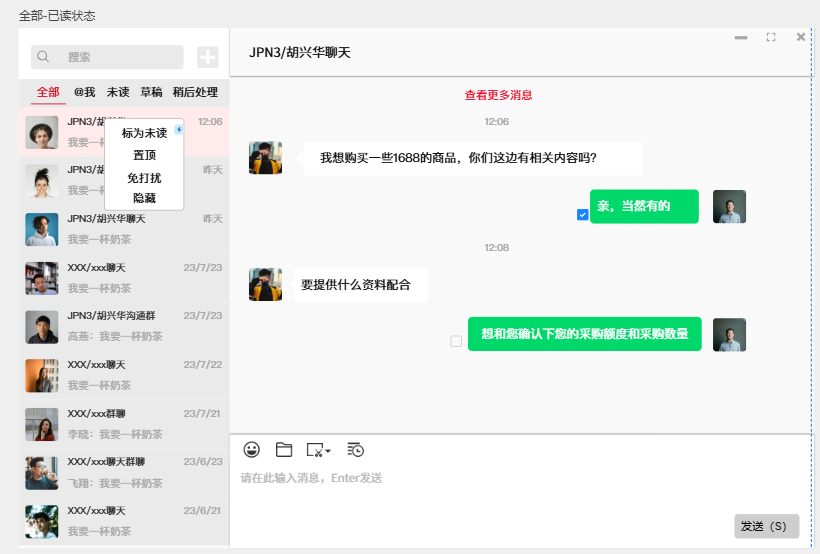 全部-已读状态
搜索
全部 @我 未读 草稿 稍后处理
JPN3/胡
12:06
我要一杯
标为未读
置顶
免打扰
隐藏
JPN3/胡
昨天
我要一杯
JPN3/胡兴华聊天
昨天
我要一杯奶茶
XXX/xxx聊天
23/7/23
我要一杯奶茶
JPN3/胡兴华沟通群
23/7/23
高燕：我要一杯奶茶
XXX/xxx聊天
23/7/22
我要一杯奶茶
XXX/xxx群聊
23/7/21
李晓：我要一杯奶茶
XXX/xxx聊天群聊
23/6/23
飞翔：我要一杯奶茶
XXX/xxx聊天
23/6/21
我要一杯奶茶
JPN3/胡兴华聊天
查看更多消息
12:06
我想购买一些1688的商品，你们这边有相关内容吗?
亲，当然有的
12:08
要提供什么资料配合
想和您确认下您的采购额度和采购数量
请在此输入消息，Enter发送
发送（S）